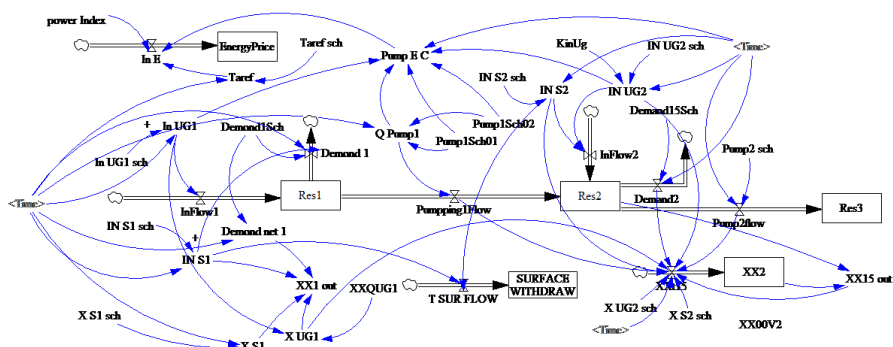 power Index
EnergyPrice
In E
Taref sch
Taref
Pump E C
KinUg
IN UG2 sch
<Time>
IN S2 sch
IN S2
IN UG2
Demand15Sch
+
In UG1
Demond1Sch
Demond 1
Q Pump1
Pump1Sch02
Pump1Sch01
InFlow2
Pump2 sch
In UG1 sch
<Time>
Res1
Res2
Res3
InFlow1
Pumpping1Flow
Demand2
Pump2flow
IN S1 sch
+
Demond net 1
IN S1
XX1 out
XXQUG1
T SUR FLOW
SURFACE
WITHDRAW
XX2
XX15 out
X UG2 sch
X S2 sch
X S1 sch
X S1
X UG1
<Time>
XX00V2